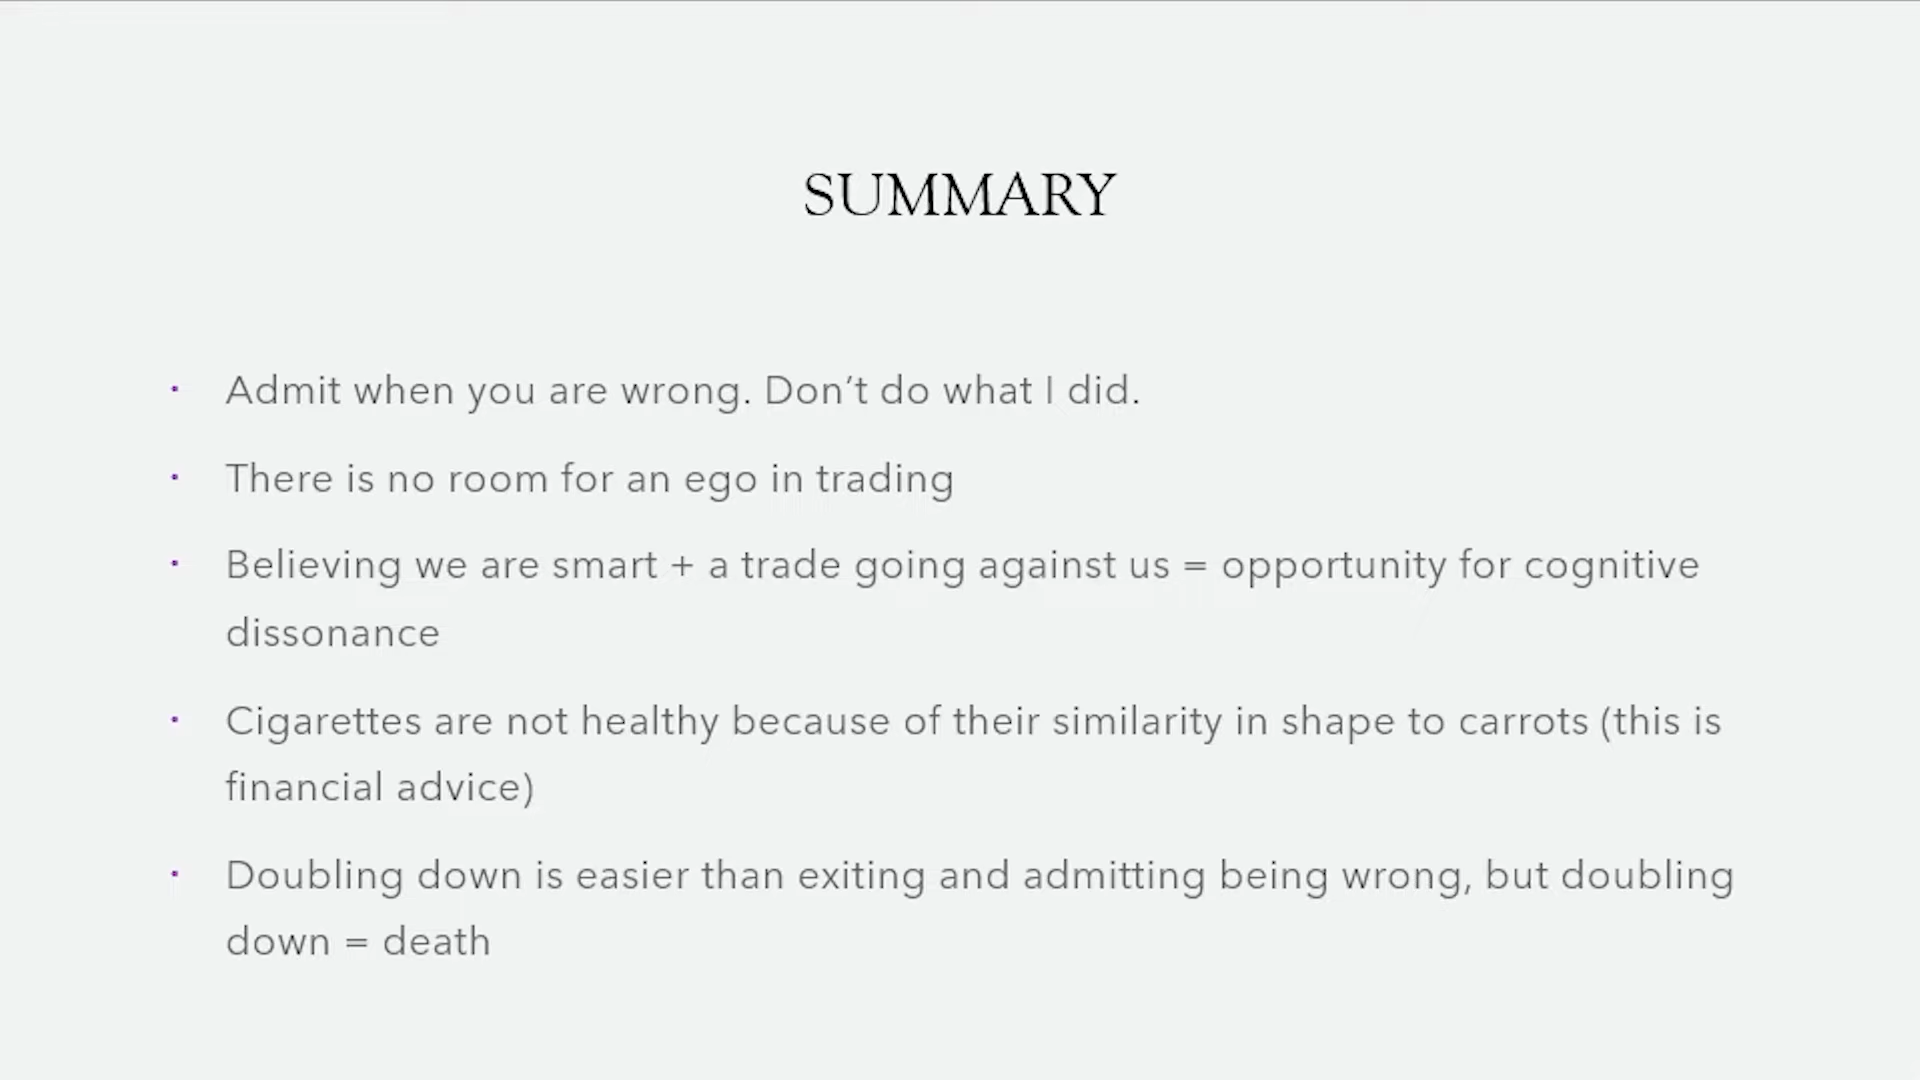 SUMMARY
· Admit when you are wrong. Don’t do what I did.
· There is no room for an ego in trading
· Believing we are smart + a trade going against us = opportunity for cognitive
dissonance
· Cigarettes are not healthy because of their similarity in shape to carrots (this is
financial advice)
· Doubling down is easier than exiting and admitting being wrong, but doubling
down = death